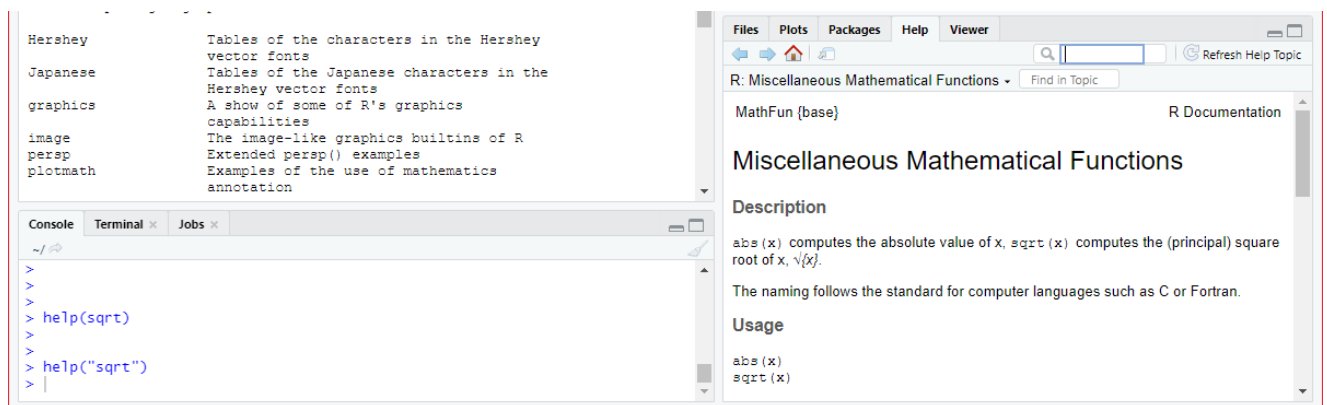 Hershey Tables of the characters in the Hershey
vector fonts
Japanese Tables of the Japanese characters in the
Hershey vector fonts
graphics A show of some of R's graphics
capabilities
image The image-like graphics builtins of R
persp Extended persp() examples
plotmath Examples of the use of mathematics
annotation
Console Terminal × Jobs ×
~/
>
>
>
> help(sqrt)
>
>
> help("sqrt")
>
Files Plots Packages Help Viewer
Refresh Help Topic
R: Miscellaneous Mathematical Functions Find in Topic
MathFun {base} R Documentation
Miscellaneous Mathematical Functions
Description
abs(x) computes the absolute value of x, sqrt(x) computes the (principal) square
root of x, √{x}.
The naming follows the standard for computer languages such as C or Fortran.
Usage
abs(x)
sqrt(x)